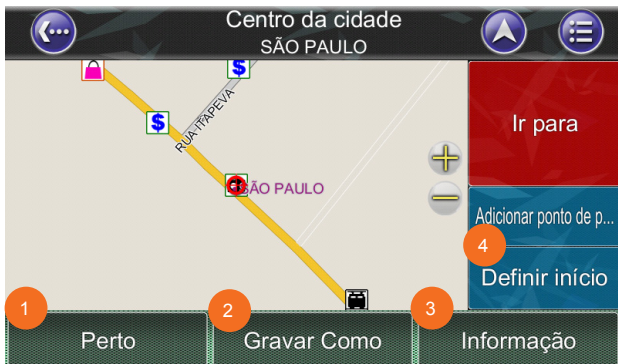 Centro da cidade
SÃO PAULO
$
$
RUA ITAPEVA
SÃO PAULO
Ir para
Adicionar ponto de p...
4
Definir início
1
2
3
Perto
Gravar Como
Informação